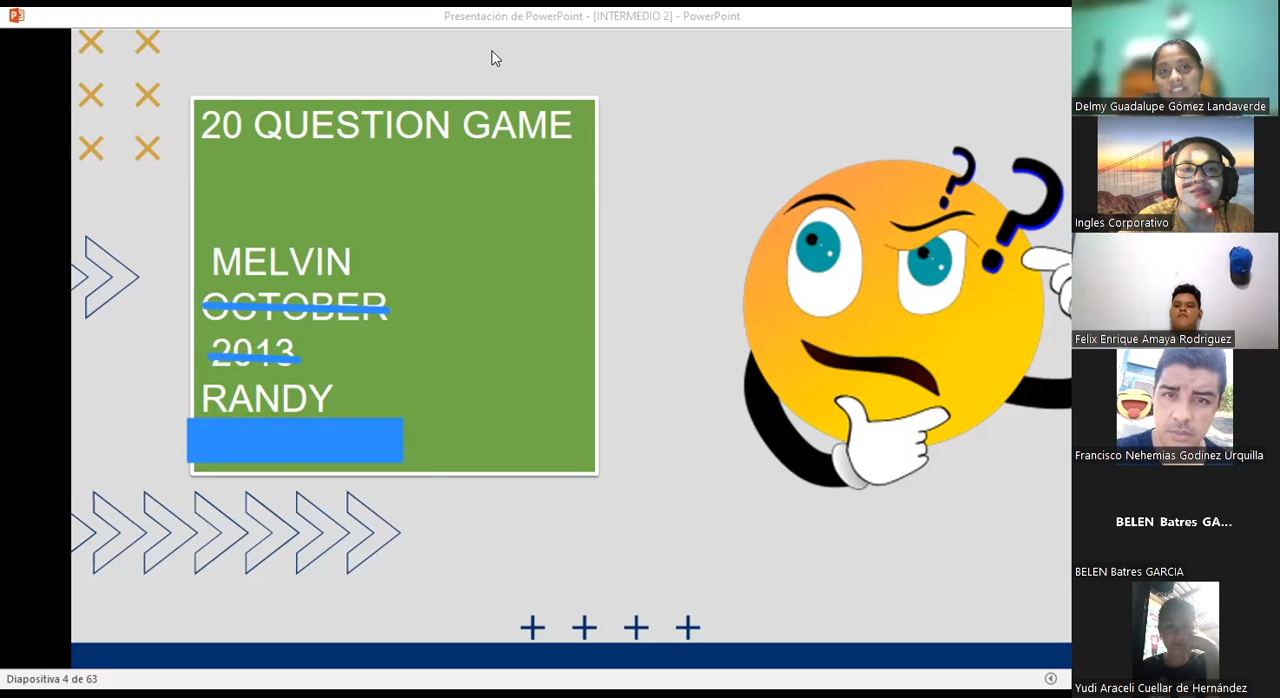 Presentación de PowerPoint - [INTERMEDIO 2] - PowerPoint
20 QUESTION GAME
MELVIN
OCTOBER
2013
RANDY
Diapositiva 4 de 63
Delmy Guadalupe Gómez Landaverde
Ingles Corporativo
Felix Enrique Amaya Rodriguez
Francisco Nehemias Godinez Urquilla
BELEN Batres GA...
BELEN Batres GARCIA
Yudi Araceli Cuellar de Hernández